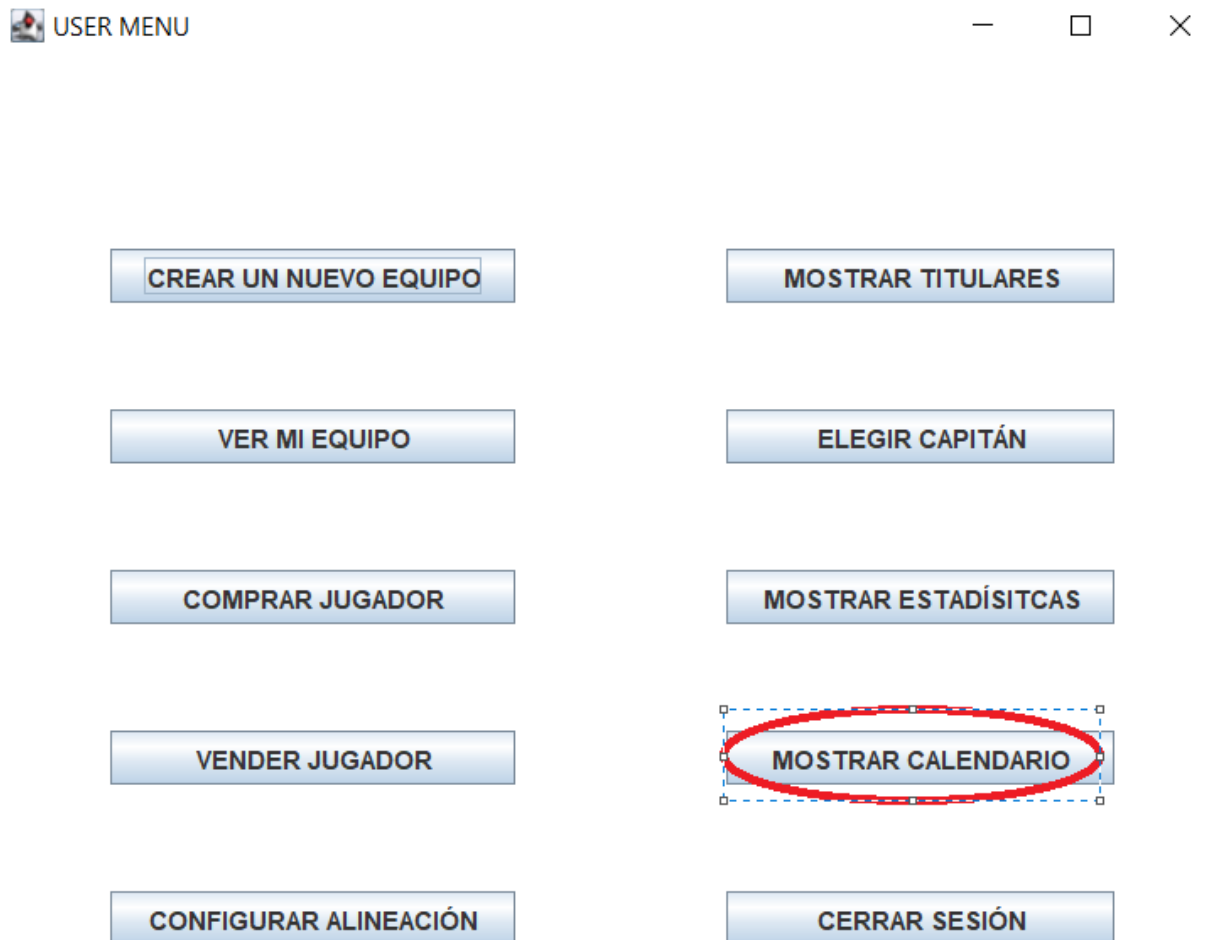 USER MENU
CREAR UN NUEVO EQUIPO
MOSTRAR TITULARES
VER MI EQUIPO
ELEGIR CAPITÁN
COMPRAR JUGADOR
MOSTRAR ESTADÍSITCAS
VENDER JUGADOR
MOSTRAR CALENDARIO
CONFIGURAR ALINEACIÓN
CERRAR SESIÓN